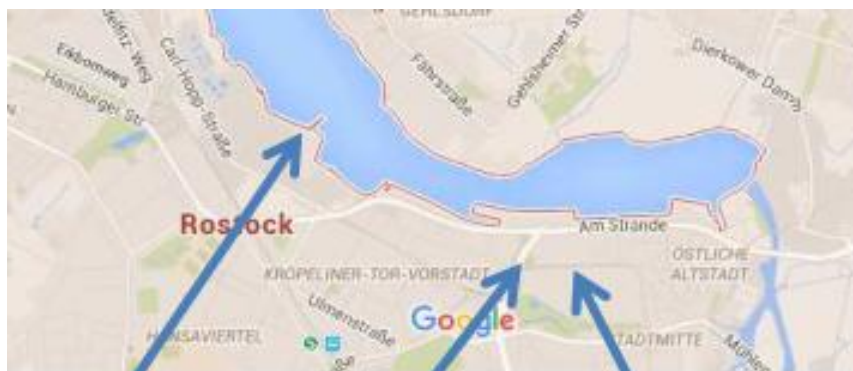 GEHLSDORF
Carl-Hopp-Straße
Erkbomweg
Hamburger Str
Fährstraße
Gehlsheimer Str
Dierkower Damm
Rostock
Am Strande
ÖSTLICHE
ALTSTADT
KRÖPELINER-TOR-VORSTADT
Ulmenstraße
Google
HANSAVIERTEL
STADTMITTE